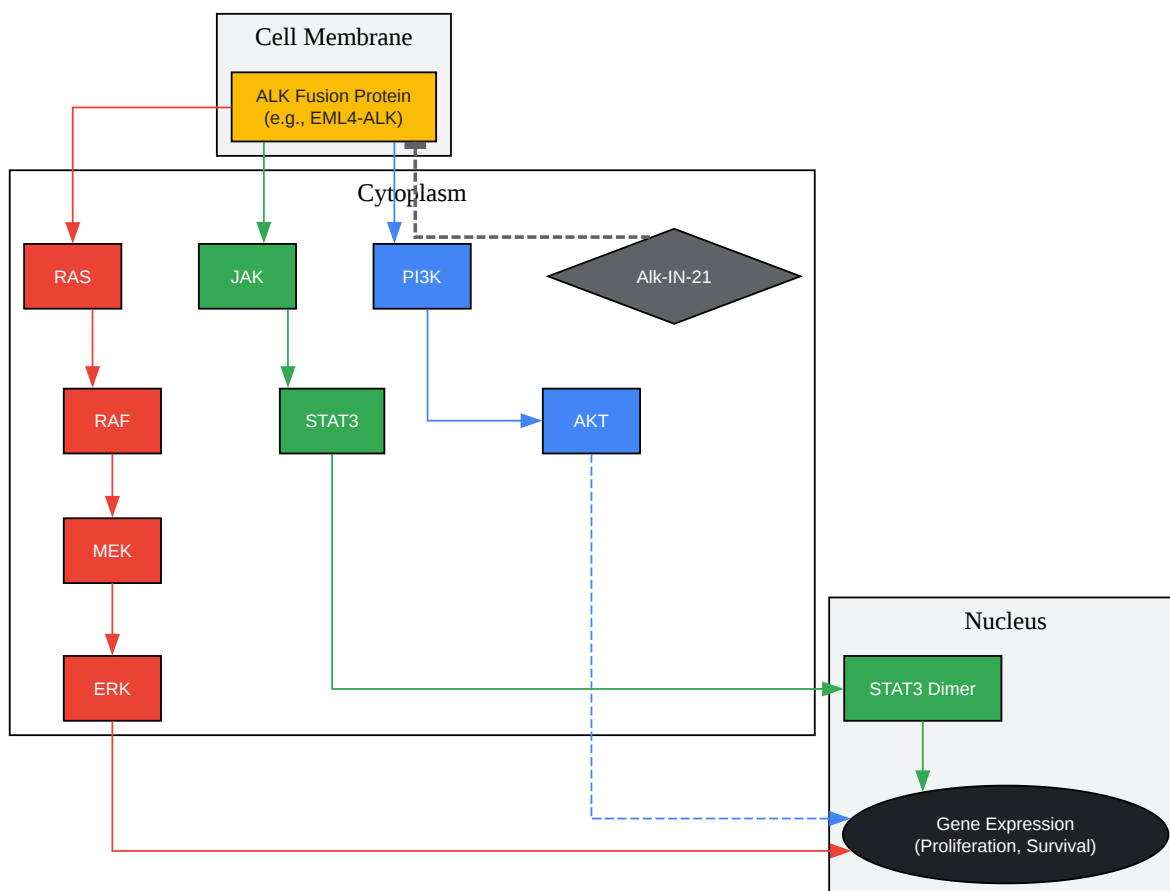 Cell Membrane
ALK Fusion Protein
(e.g., EML4-ALK)
Cytoplasm
RAS
JAK
PI3K
Alk-IN-21
RAF
STAT3
AKT
MEK
Nucleus
ERK
STAT3 Dimer
Gene Expression
(Proliferation, Survival)